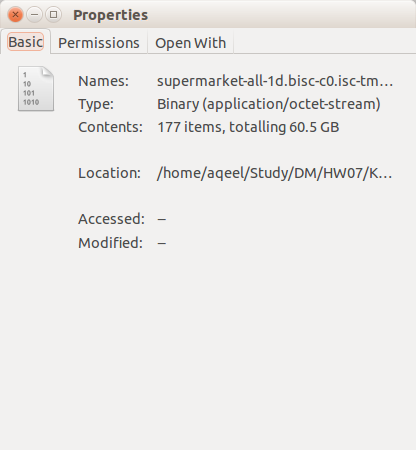 Properties
Basic Permissions Open With
1
10
101
1010
Names: supermarket-all-1d.bisc-c0.isc-tm...
Type: Binary (application/octet-stream)
Contents: 177 items, totalling 60.5 GB
Location: /home/aqeel/Study/DM/HW07/K...
Accessed: –
Modified: –